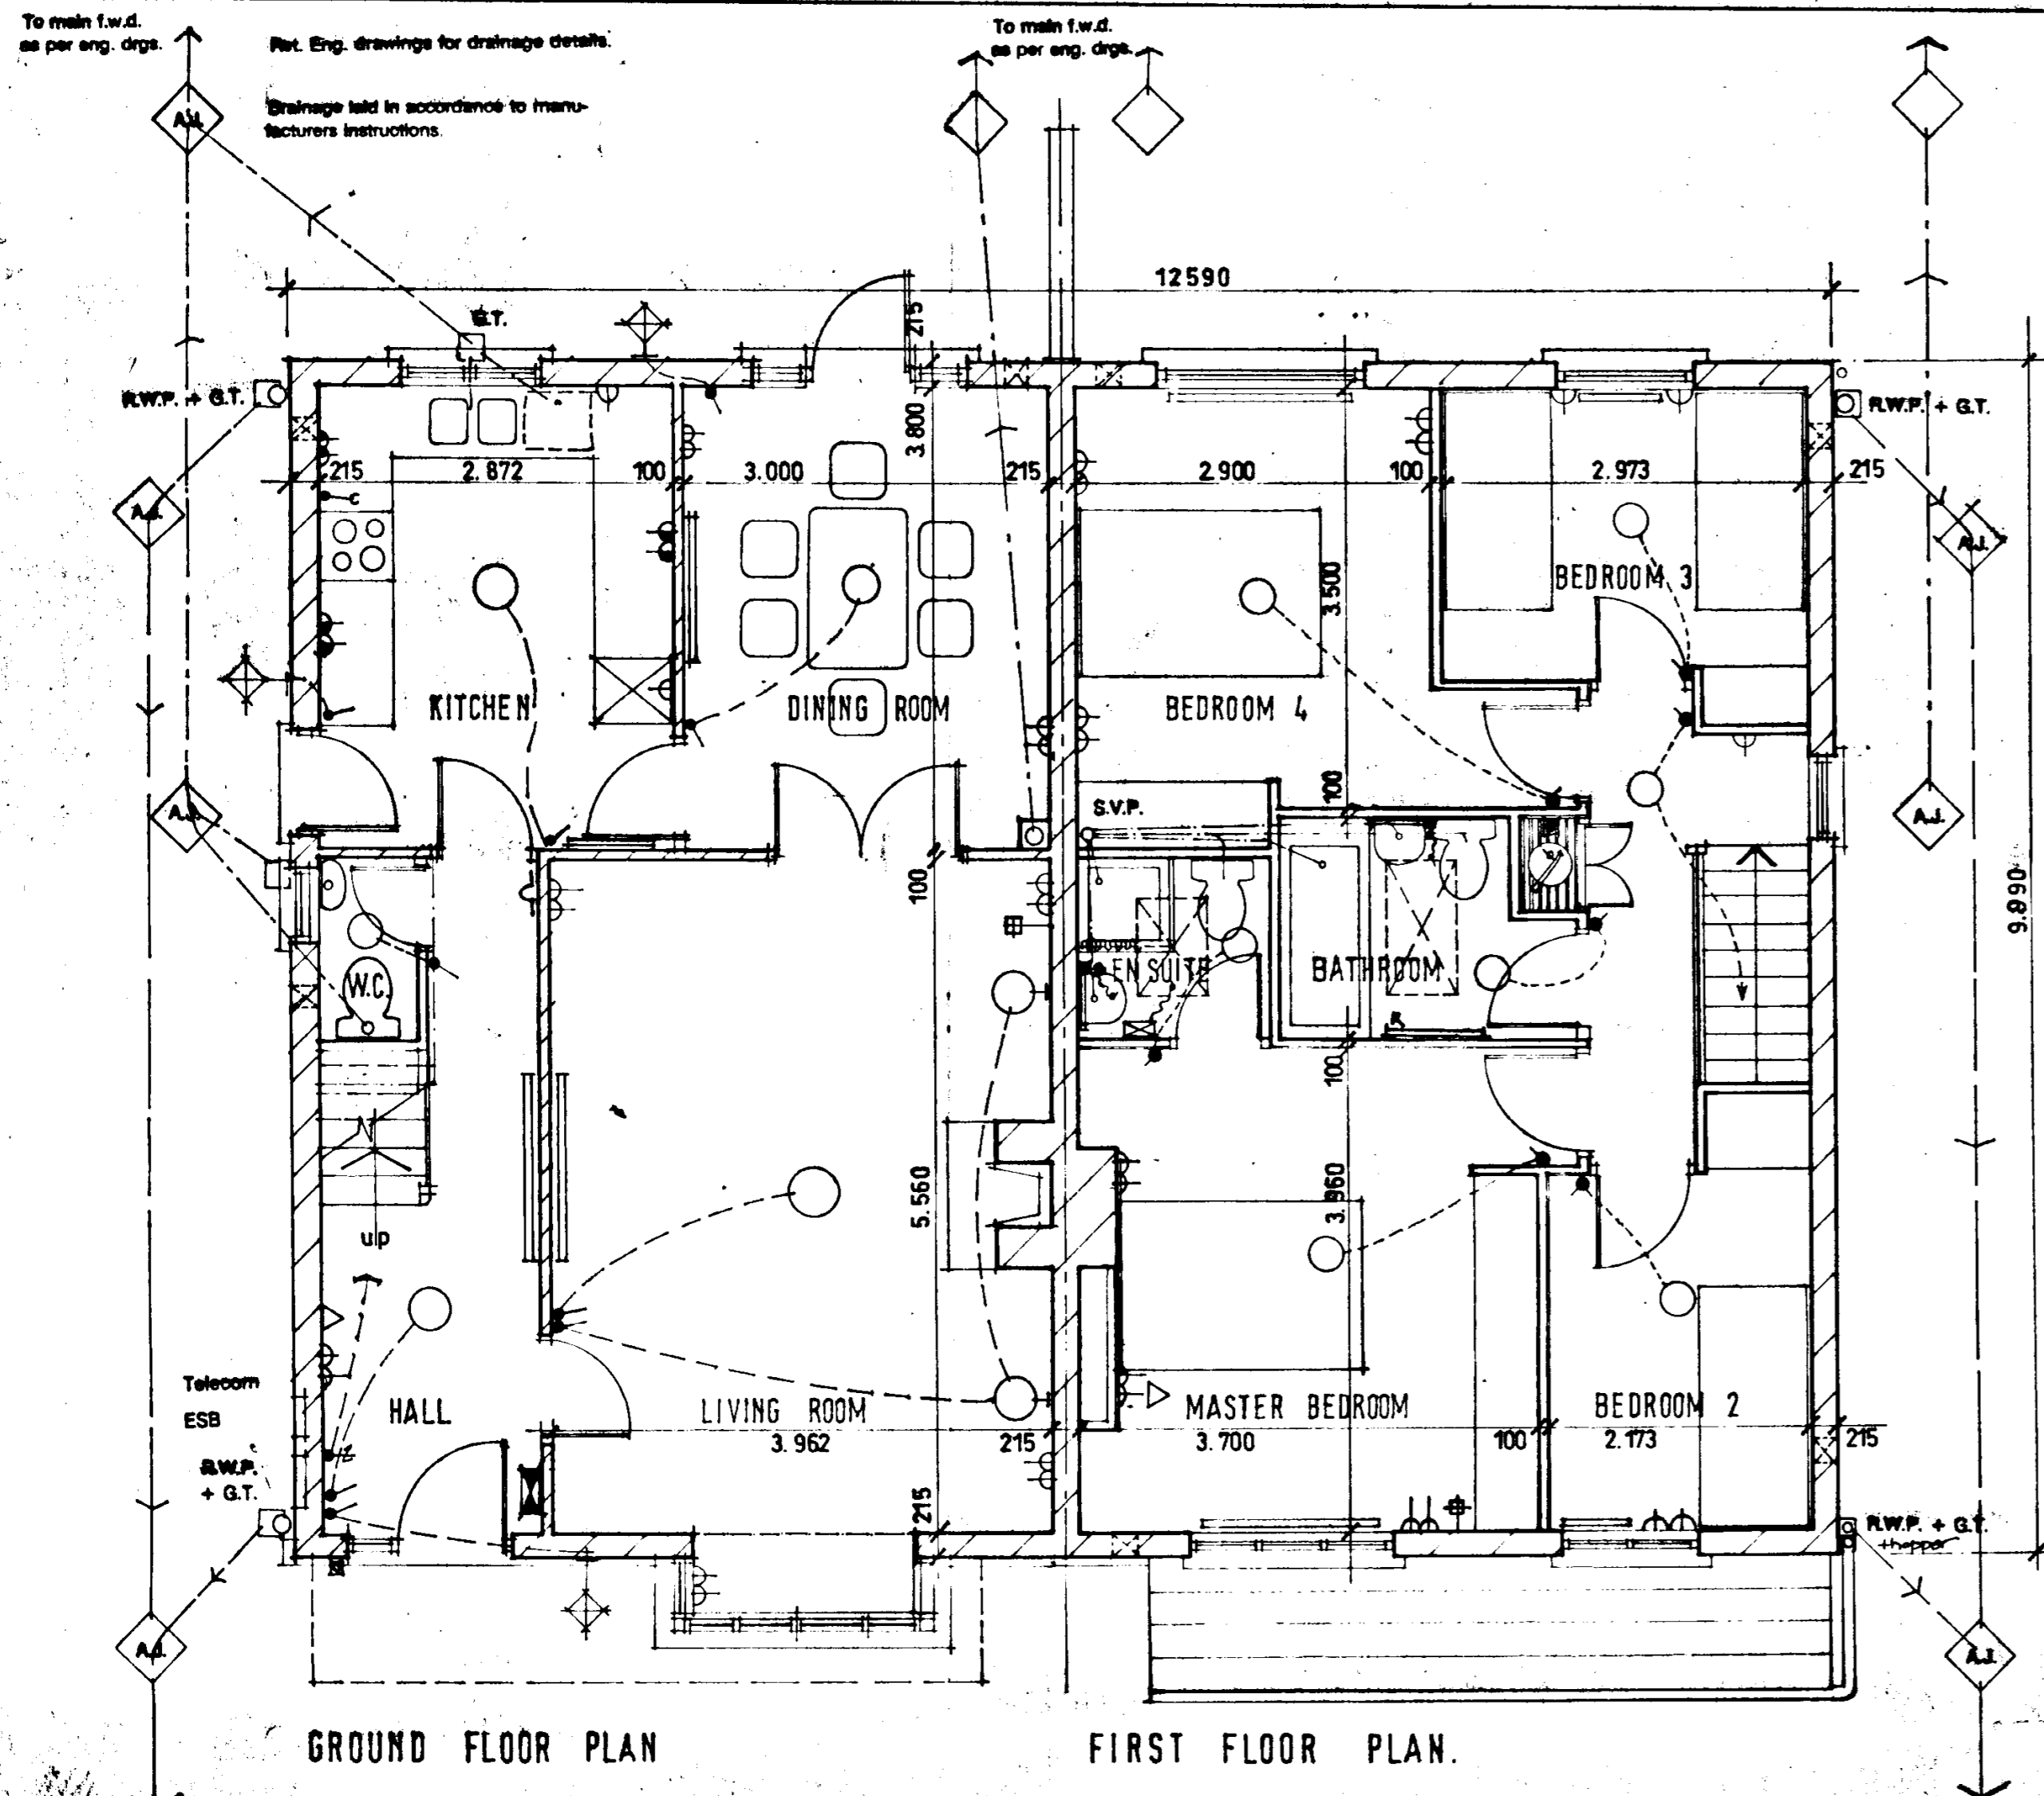 To main f.w.d.
as per eng. drgs.
Ret. Eng. drawings for drainage details.
Drainage laid in accordance to manu-
facturers instructions.
To main f.w.d.
as per eng. drgs.
A.J.
12590
G.T.
215
R.W.P. + G.T.
R.W.P. + G.T.
3.800
215
2.872
100
3.000
215
2.900
100
2.973
215
c
A.J.
A.J.
3.500
BEDROOM 3
KITCHEN
DINING ROOM
BEDROOM 4
A.J.
100
S.V.P.
A.J.
100
9.890
W.C.
EN SUITE
BATHROOM
R
100
5.560
3.960
up
Telecom
ESB
HALL
LIVING ROOM
MASTER BEDROOM
BEDROOM 2
3.962
215
3.700
100
2.173
215
R.W.P.
+ G.T.
215
R.W.P. + G.T.
+hopper
A.J.
A.J.
GROUND FLOOR PLAN
FIRST FLOOR PLAN.